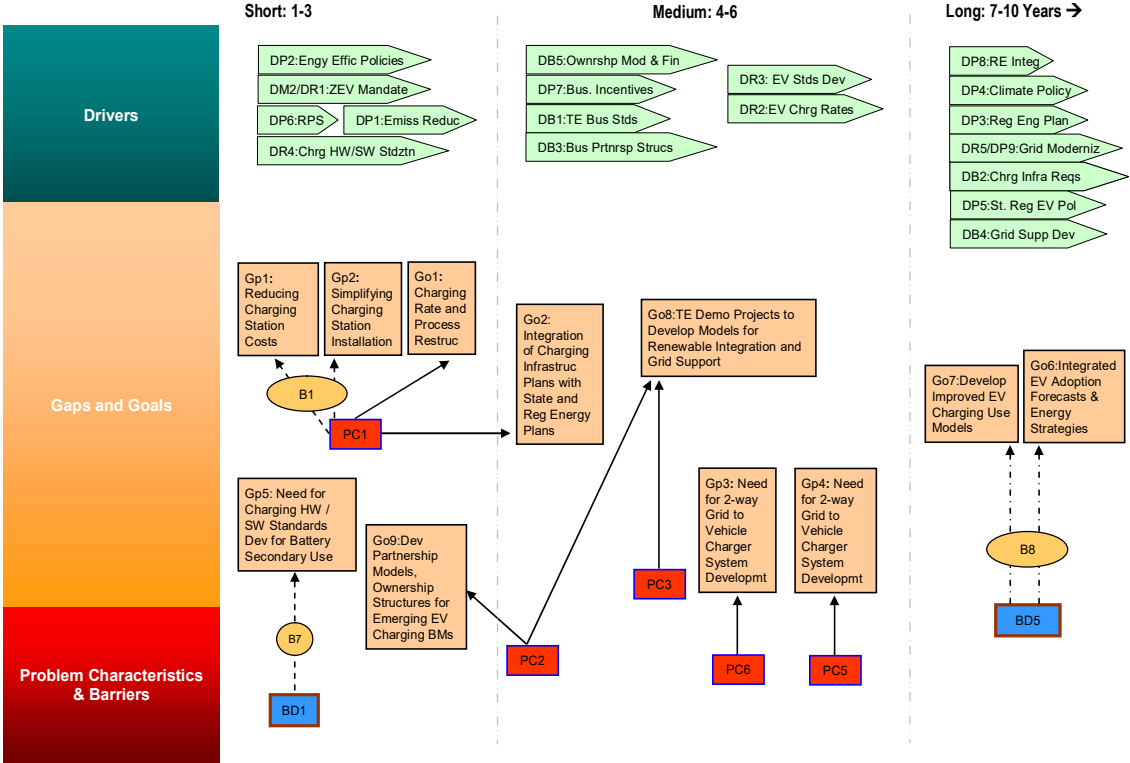 Short: 1-3
Medium: 4-6
Long: 7-10 Years →
Drivers
DP2:Engy Effic Policies
DM2/DR1:ZEV Mandate
DP6:RPS
DP1:Emiss Reduc
DR4:Chrg HW/SW Stdztn
DB5:Ownrshp Mod & Fin
DP7:Bus. Incentives
DB1:TE Bus Stds
DB3:Bus Prtnrsp Strucs
DR3: EV Stds Dev
DR2:EV Chrg Rates
DP8:RE Integ
DP4:Climate Policy
DP3:Reg Eng Plan
DR5/DP9:Grid Moderniz
DB2:Chrg Infra Reqs
DP5:St. Reg EV Pol
DB4:Grid Supp Dev
Gaps and Goals
Gp1:
Reducing
Charging
Station
Costs
Gp2:
Simplifying
Charging
Station
Installation
Go1:
Charging
Rate and
Process
Restruc
B1
PC1
Go2:
Integration
of Charging
Infrastruc
Plans with
State and
Reg Energy
Plans
Go8:TE Demo Projects to
Develop Models for
Renewable Integration and
Grid Support
Go7:Develop
Improved EV
Charging Use
Models
Go6:Integrated
EV Adoption
Forecasts &
Energy
Strategies
Gp5: Need for
Charging HW /
SW Standards
Dev for Battery
Secondary Use
Go9:Dev
Partnership
Models,
Ownership
Structures for
Emerging EV
Charging BMs
Gp3: Need
for 2-way
Grid to
Vehicle
Charger
System
Developmt
Gp4: Need
for 2-way
Grid to
Vehicle
Charger
System
Developmt
B8
PC3
BD5
Problem Characteristics
& Barriers
B7
PC2
PC6
PC5
BD1